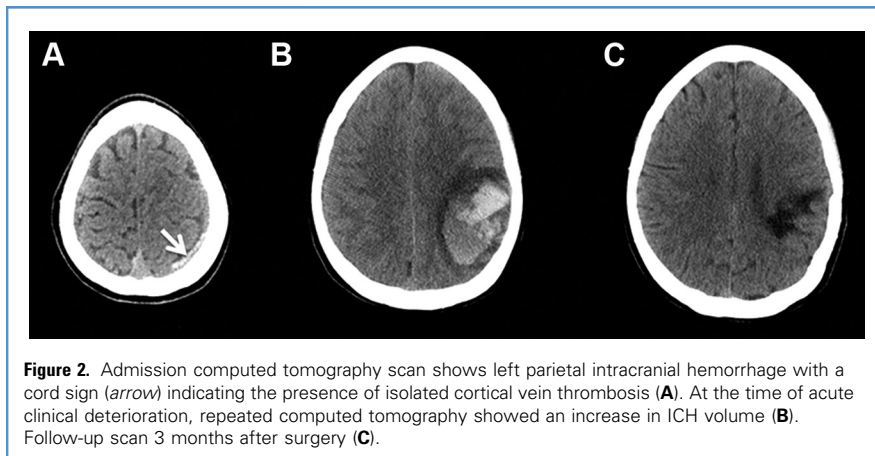 A B C
Figure 2. Admission computed tomography scan shows left parietal intracranial hemorrhage with a
cord sign (arrow) indicating the presence of isolated cortical vein thrombosis (A). At the time of acute
clinical deterioration, repeated computed tomography showed an increase in ICH volume (B).
Follow-up scan 3 months after surgery (C).